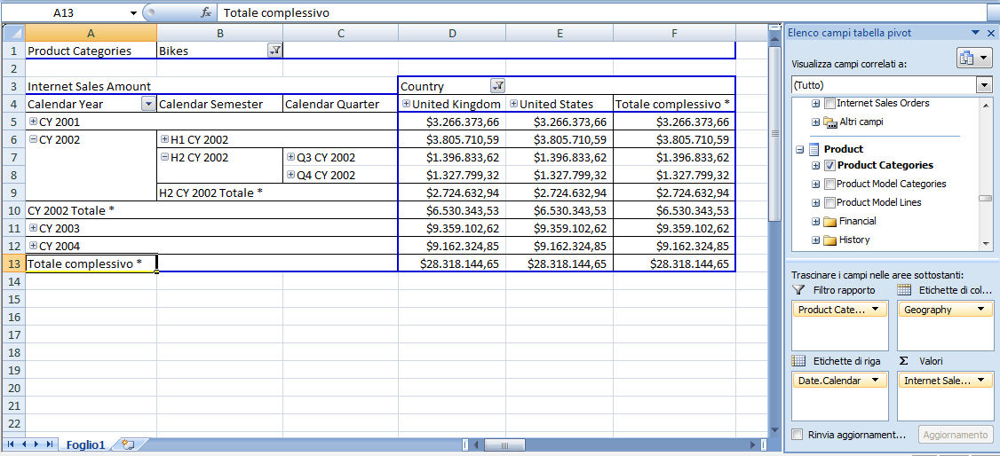 A13 fx Totale complessivo
A B C D E F
1 Product Categories Bikes
2
3 Internet Sales Amount Country
4 Calendar Year Calendar Semester Calendar Quarter United Kingdom United States Totale complessivo *
5 CY 2001 $3.266.373,66 $3.266.373,66 $3.266.373,66
6 CY 2002 H1 CY 2002 $3.805.710,59 $3.805.710,59 $3.805.710,59
7 H2 CY 2002 Q3 CY 2002 $1.396.833,62 $1.396.833,62 $1.396.833,62
8 Q4 CY 2002 $1.327.799,32 $1.327.799,32 $1.327.799,32
9 H2 CY 2002 Totale * $2.724.632,94 $2.724.632,94 $2.724.632,94
10 CY 2002 Totale * $6.530.343,53 $6.530.343,53 $6.530.343,53
11 CY 2003 $9.359.102,62 $9.359.102,62 $9.359.102,62
12 CY 2004 $9.162.324,85 $9.162.324,85 $9.162.324,85
13 Totale complessivo * $28.318.144,65 $28.318.144,65 $28.318.144,65
14
15
16
17
18
19
20
21
22
Foglio1
Elenco campi tabella pivot
Visualizza campi correlati a:
(Tutto)
Internet Sales Orders
Altri campi
Product
Product Categories
Product Model Categories
Product Model Lines
Financial
History
Trascinare i campi nelle aree sottostanti:
Filtro rapporto Etichette di col...
Product Cate... Geography
Etichette di riga Σ Valori
Date.Calendar Internet Sale...
Rinvia aggiornament... Aggiornamento